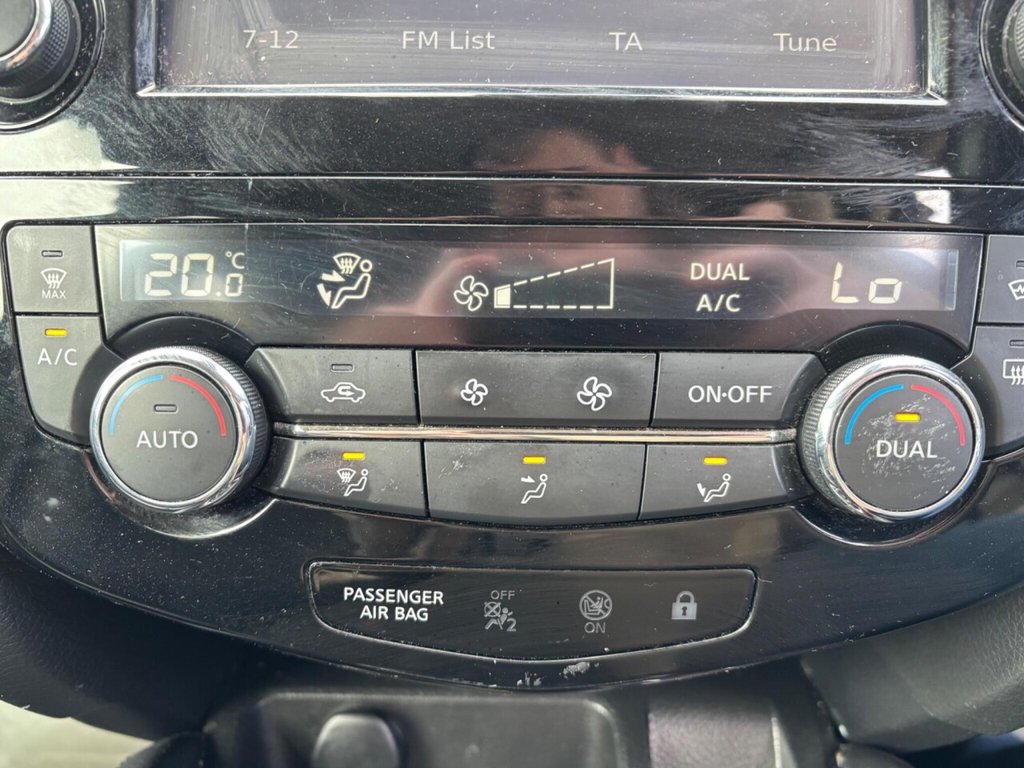 7-12 FM List TA Tune
20.0 °C DUAL Lo
A/C
MAX
A/C
AUTO ON·OFF DUAL
PASSENGER OFF
AIR BAG 2 ON